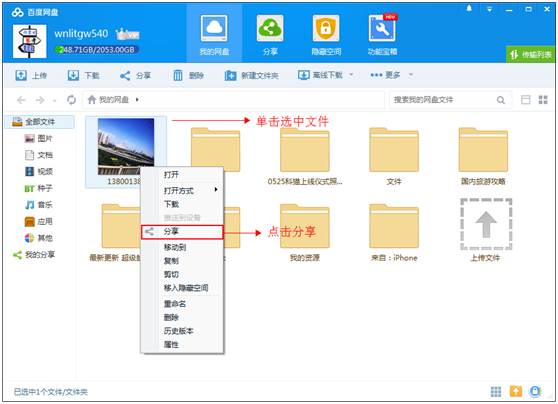 百度网盘
wnlitgw540
VIP
248.71GB/2053.00GB
我的网盘
分享
隐藏空间
NEW
功能宝箱
传输列表
上传
下载
分享
删除
新建文件夹
离线下载
更多
我的网盘
搜索我的网盘文件
全部文件
图片
文档
视频
BT 种子
音乐
应用
其他
我的分享
单击选中文件
13800138
0525科猫上线仪式照...
文件
国内旅游攻略
最新更新 超级
我的资源
来自：iPhone
上传文件
打开
打开方式
下载
推送到设备
分享
点击分享
移动到
复制
剪切
移入隐藏空间
重命名
删除
历史版本
属性
已选中1个文件/文件夹